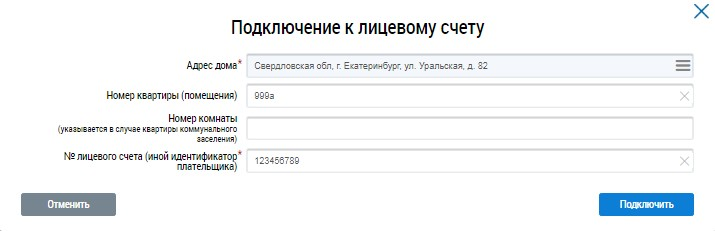 Подключение к лицевому счету
Адрес дома* Свердловская обл, г. Екатеринбург, ул. Уральская, д. 82
Номер квартиры (помещения) 999а
Номер комнаты
(указывается в случае квартиры коммунального
заселения)
№ лицевого счета (иной идентификатор* 123456789
плательщика)
Отменить Подключить